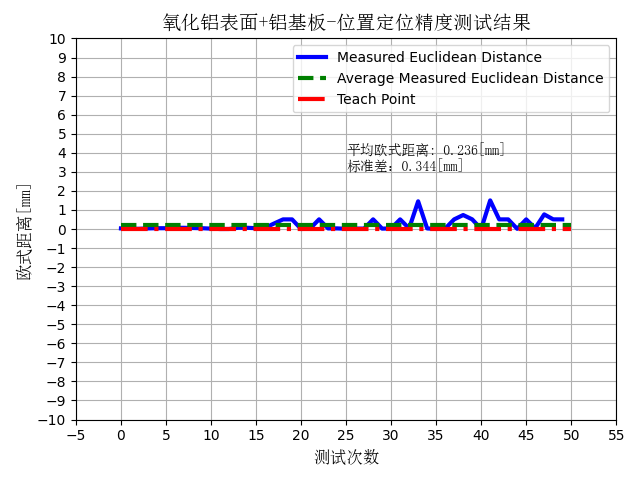 氧化铝表面+铝基板-位置定位精度测试结果
Measured Euclidean Distance
Average Measured Euclidean Distance
Teach Point
平均欧式距离: 0.236[mm]
标准差: 0.344[mm]
欧式距离[mm]
10
9
8
7
6
5
4
3
2
1
0
−1
−2
−3
−4
−5
−6
−7
−8
−9
−10
−5 0 5 10 15 20 25 30 35 40 45 50 55
测试次数